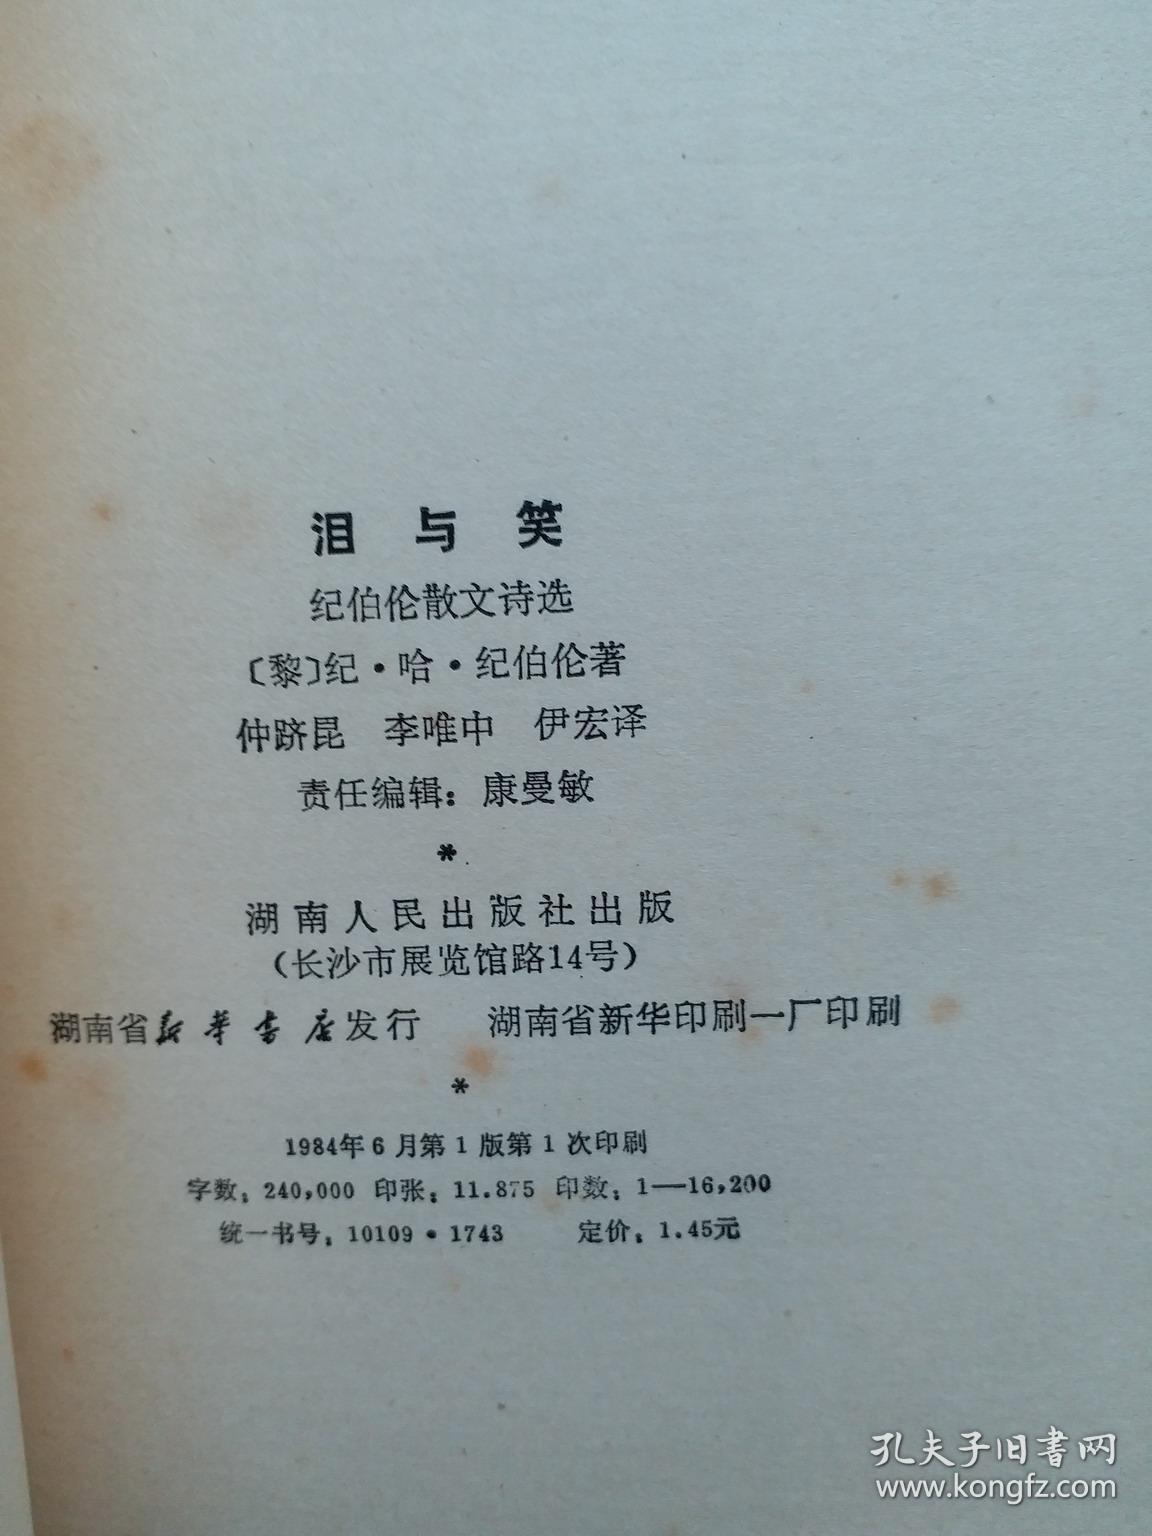 泪与笑
纪伯伦散文诗选
〔黎〕纪·哈·纪伯伦著
仲跻昆 李唯中 伊宏译
责任编辑：康曼敏
*
湖南人民出版社出版
（长沙市展览馆路14号）
湖南省新华书店发行 湖南省新华印刷一厂印刷
*
1984年6月第1版第1次印刷
字数：240,000 印张：11.875 印数：1—16,200
统一书号：10109·1743 定价：1.45元
孔夫子旧书网
www.kongfz.com